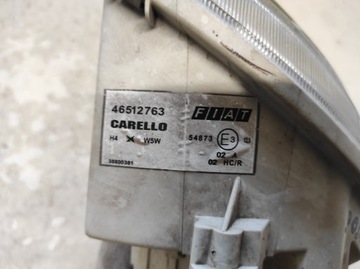 46512763 FIAT
CARELLO
H4 W5W 54873 E3
02 A
02 HC/R